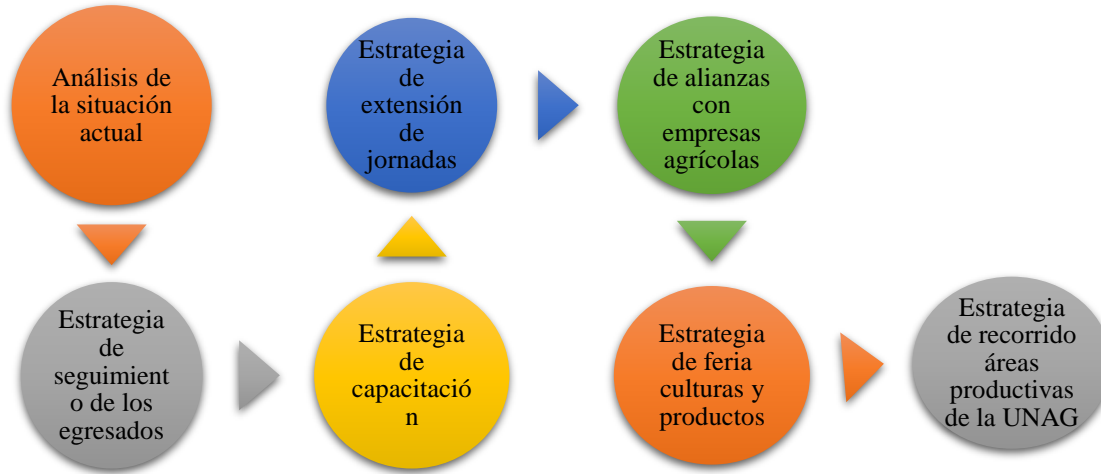 Análisis de
la situación
actual
Estrategia
de
seguimient
o de los
egresados
Estrategia
de
capacitació
n
Estrategia
de
extensión
de
jornadas
Estrategia
de alianzas
con
empresas
agrícolas
Estrategia
de feria
culturas y
productos
Estrategia
de recorrido
áreas
productivas
de la UNAG